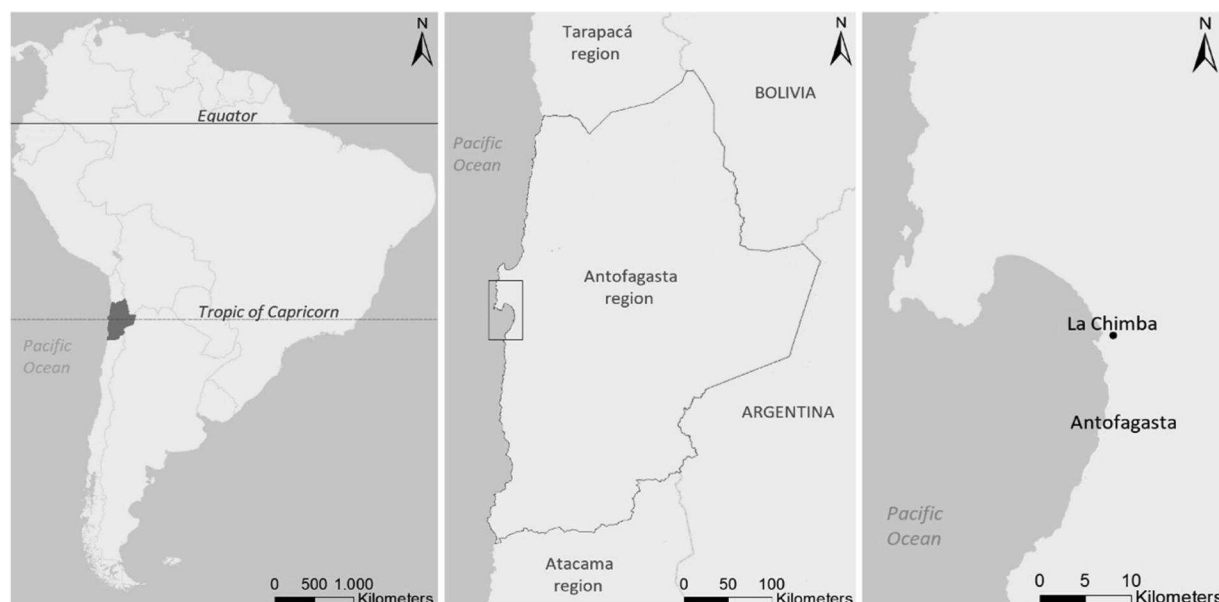 N
Equator
Tropic of Capricorn
Pacific
Ocean
0 500 1.000
Kilometers
N
Tarapacá
region
BOLIVIA
Pacific
Ocean
Antofagasta
region
ARGENTINA
Atacama
region
0 50 100
Kilometers
N
La Chimba
Antofagasta
Pacific
Ocean
0 5 10
Kilometers